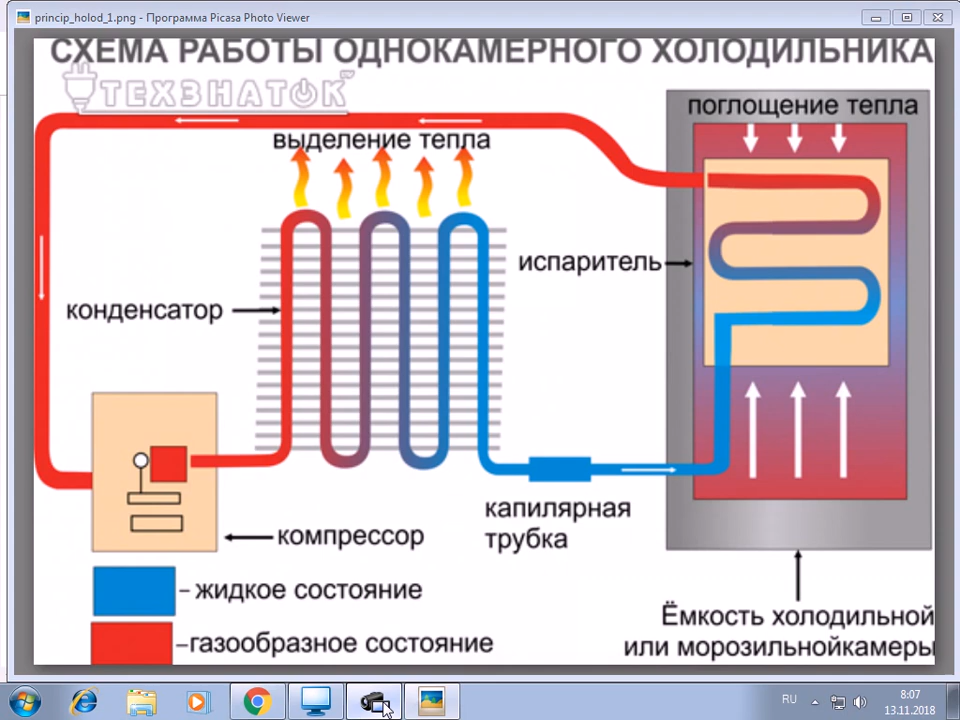 princip_holod_1.png - Программа Picasa Photo Viewer
СХЕМА РАБОТЫ ОДНОКАМЕРНОГО ХОЛОДИЛЬНИКА
ТЕХЗНАТОК
поглощение тепла
выделение тепла
испаритель
конденсатор
капилярная
трубка
компрессор
– жидкое состояние
–газообразное состояние
Ёмкость холодильной
или морозильнойкамеры
RU
8:07
13.11.2018